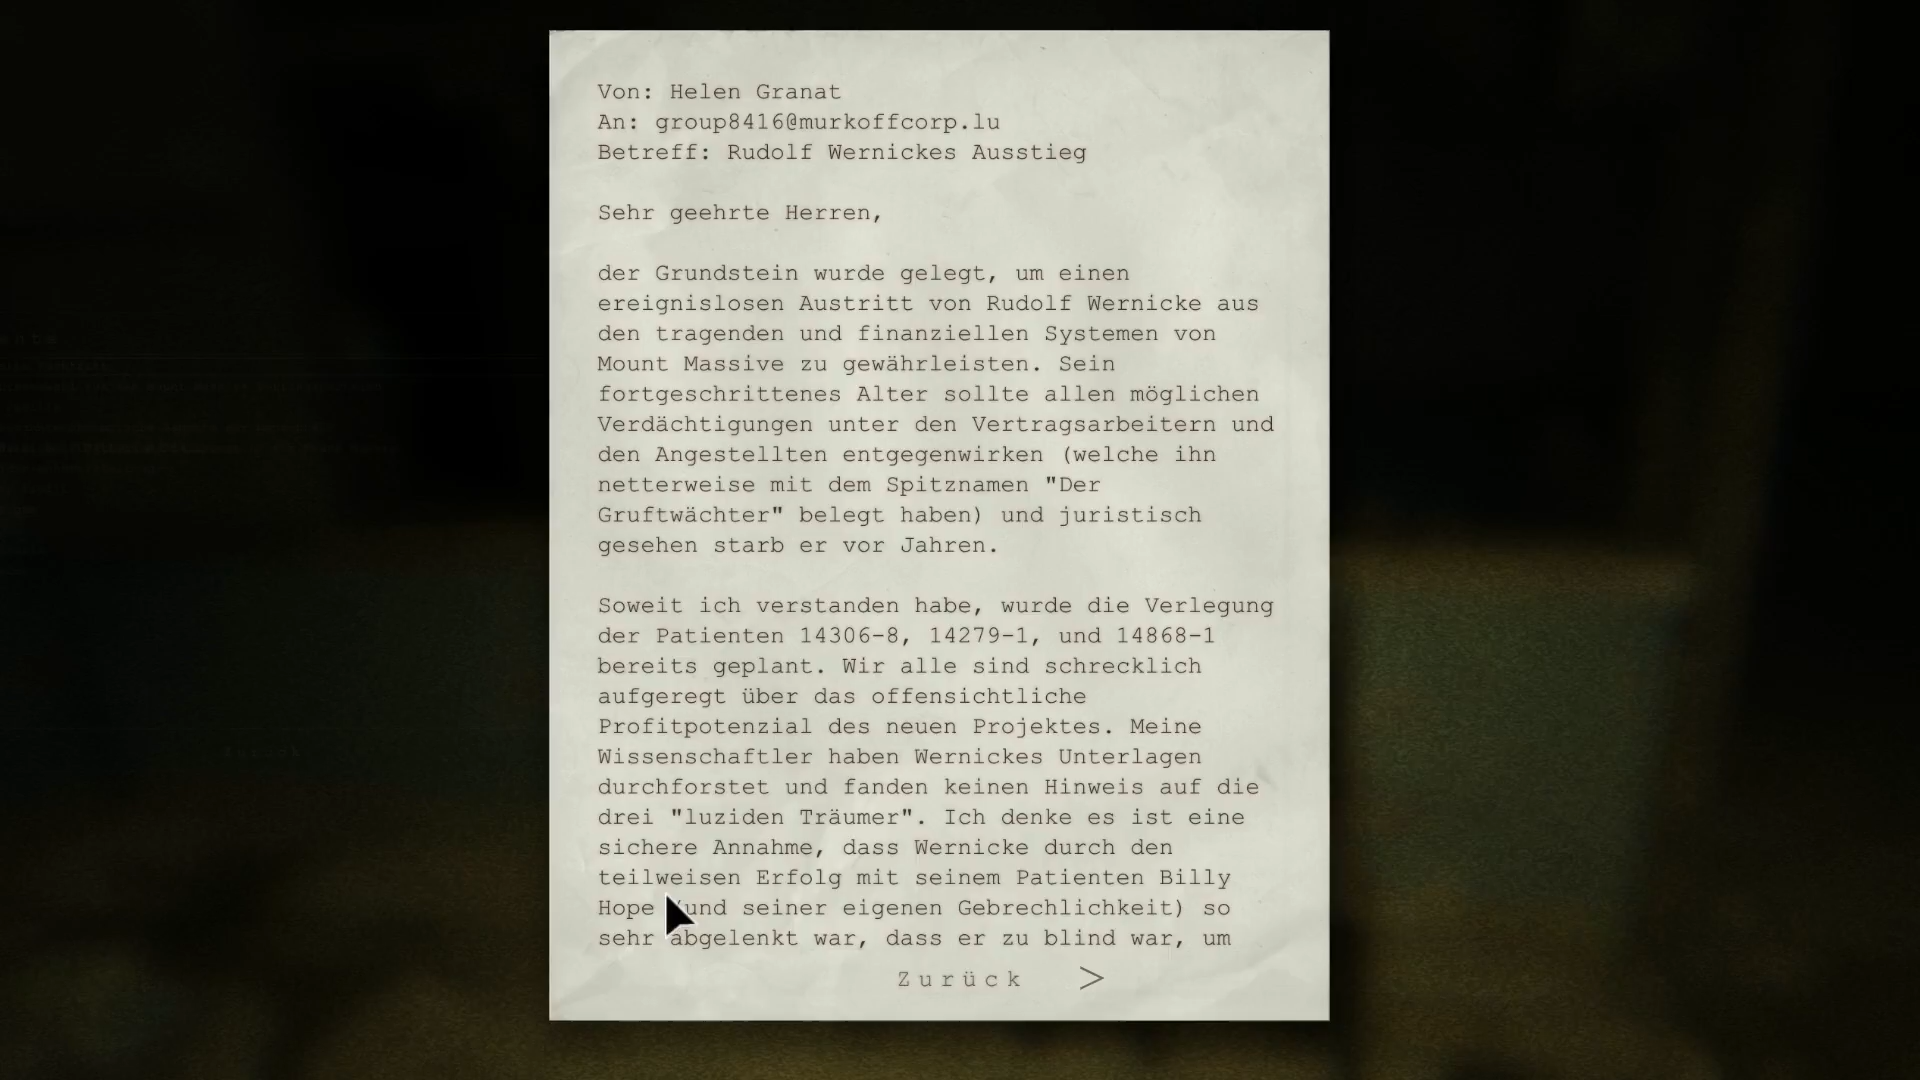 Von: Helen Granat
An: group8416@murkoffcorp.lu
Betreff: Rudolf Wernickes Ausstieg
Sehr geehrte Herren,
der Grundstein wurde gelegt, um einen
ereignislosen Austritt von Rudolf Wernicke aus
den tragenden und finanziellen Systemen von
Mount Massive zu gewährleisten. Sein
fortgeschrittenes Alter sollte allen möglichen
Verdächtigungen unter den Vertragsarbeitern und
den Angestellten entgegenwirken (welche ihn
netterweise mit dem Spitznamen "Der
Gruftwächter" belegt haben) und juristisch
gesehen starb er vor Jahren.
Soweit ich verstanden habe, wurde die Verlegung
der Patienten 14306-8, 14279-1, und 14868-1
bereits geplant. Wir alle sind schrecklich
aufgeregt über das offensichtliche
Profitpotenzial des neuen Projektes. Meine
Wissenschaftler haben Wernickes Unterlagen
durchforstet und fanden keinen Hinweis auf die
drei "luziden Träumer". Ich denke es ist eine
sichere Annahme, dass Wernicke durch den
teilweisen Erfolg mit seinem Patienten Billy
Hope (und seiner eigenen Gebrechlichkeit) so
sehr abgelenkt war, dass er zu blind war, um
Zurück >